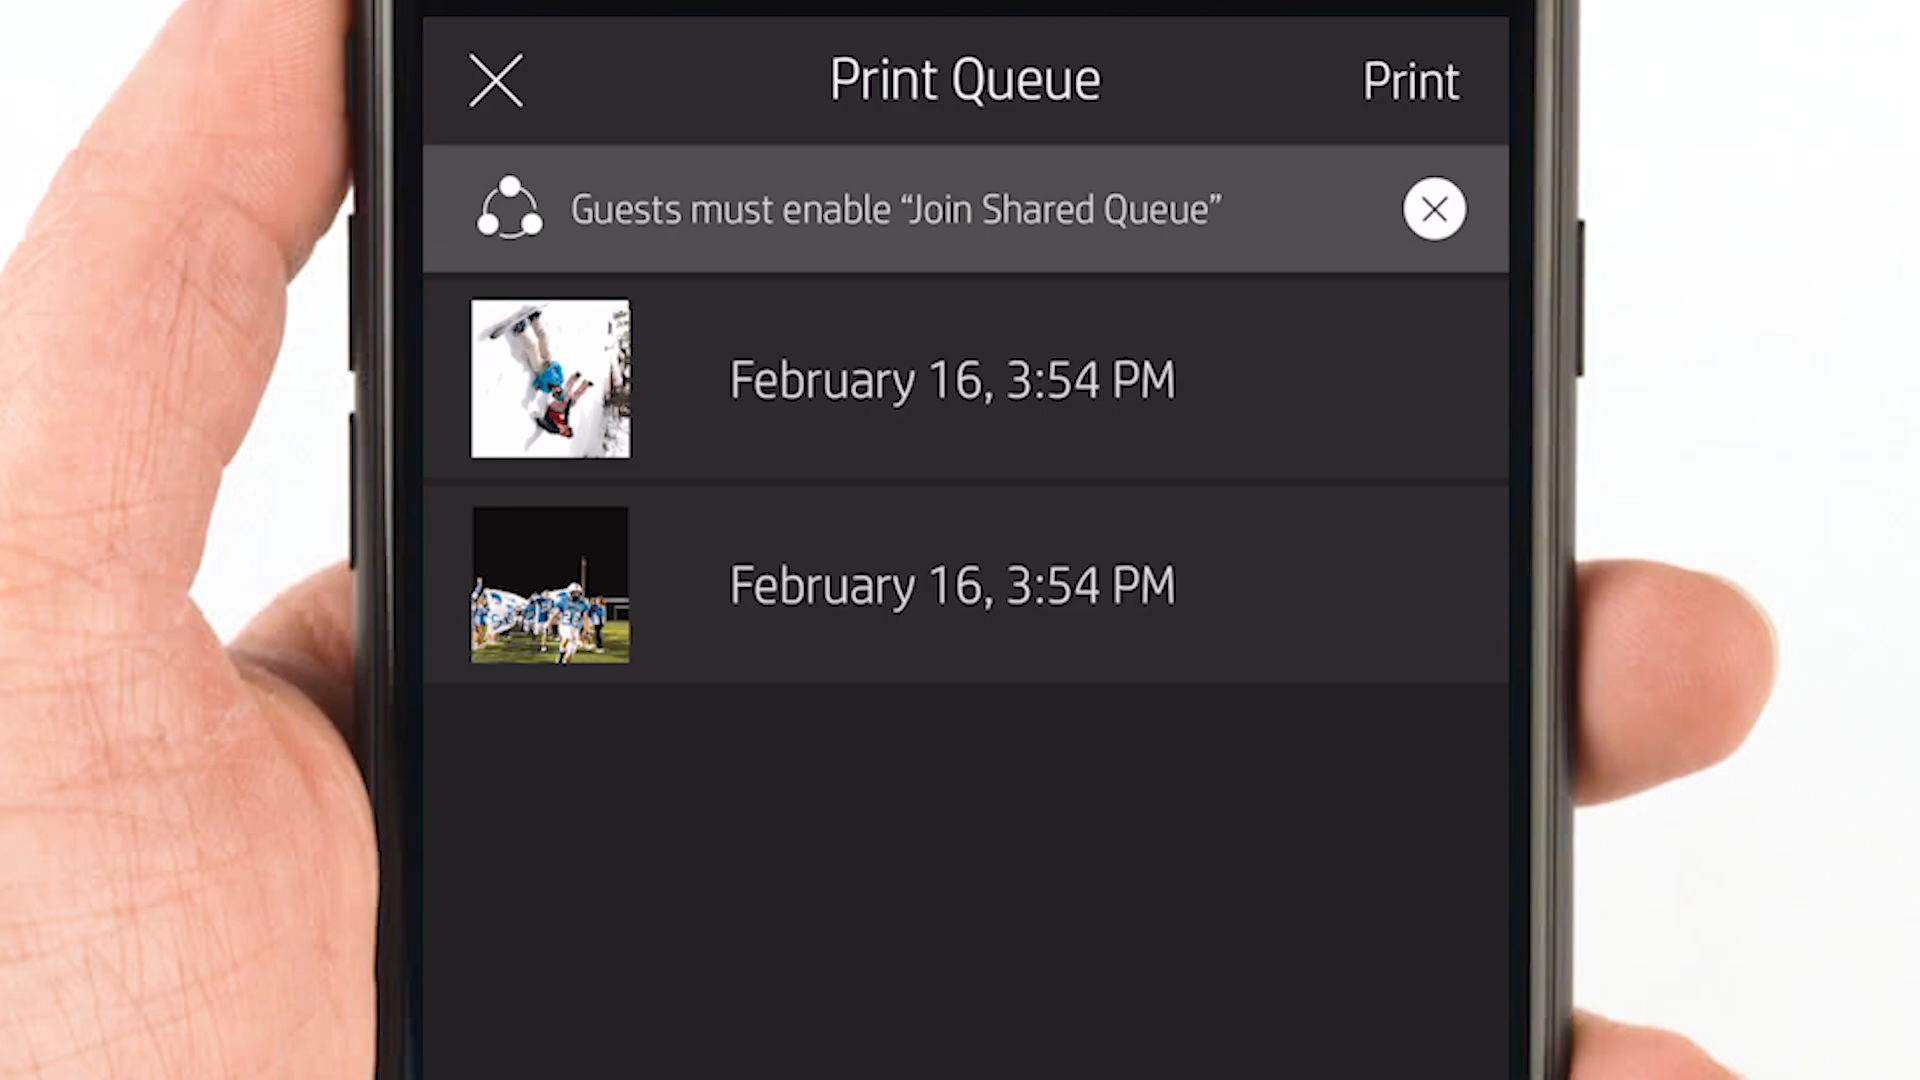 Print Queue
Print
Guests must enable “Join Shared Queue”
February 16, 3:54 PM
February 16, 3:54 PM